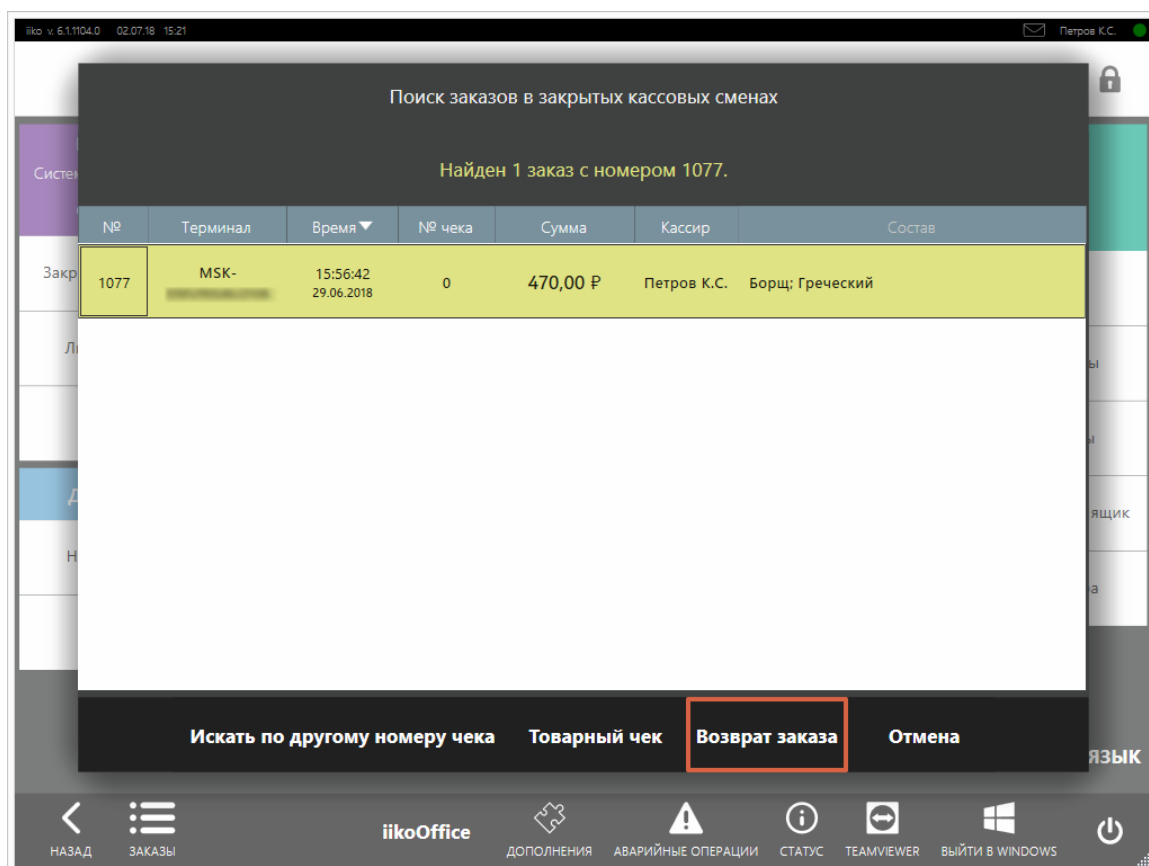 iiko v. 6.1.1104.0 02.07.18 15:21 Петров К.С.
Поиск заказов в закрытых кассовых сменах
Найден 1 заказ с номером 1077.
№ Терминал Время № чека Сумма Кассир Состав
1077 MSK- 15:56:42 29.06.2018 0 470,00 ₽ Петров К.С. Борщ; Греческий
ящик
Искать по другому номеру чека Товарный чек Возврат заказа Отмена
язык
НАЗАД ЗАКАЗЫ iikoOffice ДОПОЛНЕНИЯ АВАРИЙНЫЕ ОПЕРАЦИИ СТАТУС TEAMVIEWER ВЫЙТИ В WINDOWS